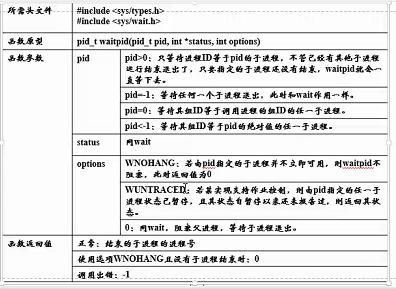 所需头文件
#include <sys/types.h>
#include <sys/wait.h>
函数原型
pid_t waitpid(pid_t pid, int *status, int options)
函数参数
pid
pid>0：只等待进程ID等于pid的子进程，不管已经有其他子进程
运行结束退出了，只要指定的子进程还没有结束，waitpid就会一
直等下去。
pid=-1：等待任何一个子进程退出，此时和wait作用一样。
pid=0：等待其组ID等于调用进程的组ID的任一子进程。
pid<-1：等待其组ID等于pid的绝对值的任一子进程。
status
同wait
options
WNOHANG：若由pid指定的子进程并不立即可用，则waitpid不
阻塞，此时返回值为0
WUNTRACED：若某实现支持作业控制，则由pid指定的任一子
进程状态已暂停，且其状态自暂停以来还未报告过，则返回其状
态。
0：同wait，阻塞父进程，等待子进程退出。
函数返回值
正常：结束的子进程的进程号
使用选项WNOHANG且没有子进程结束时：0
调用出错：-1